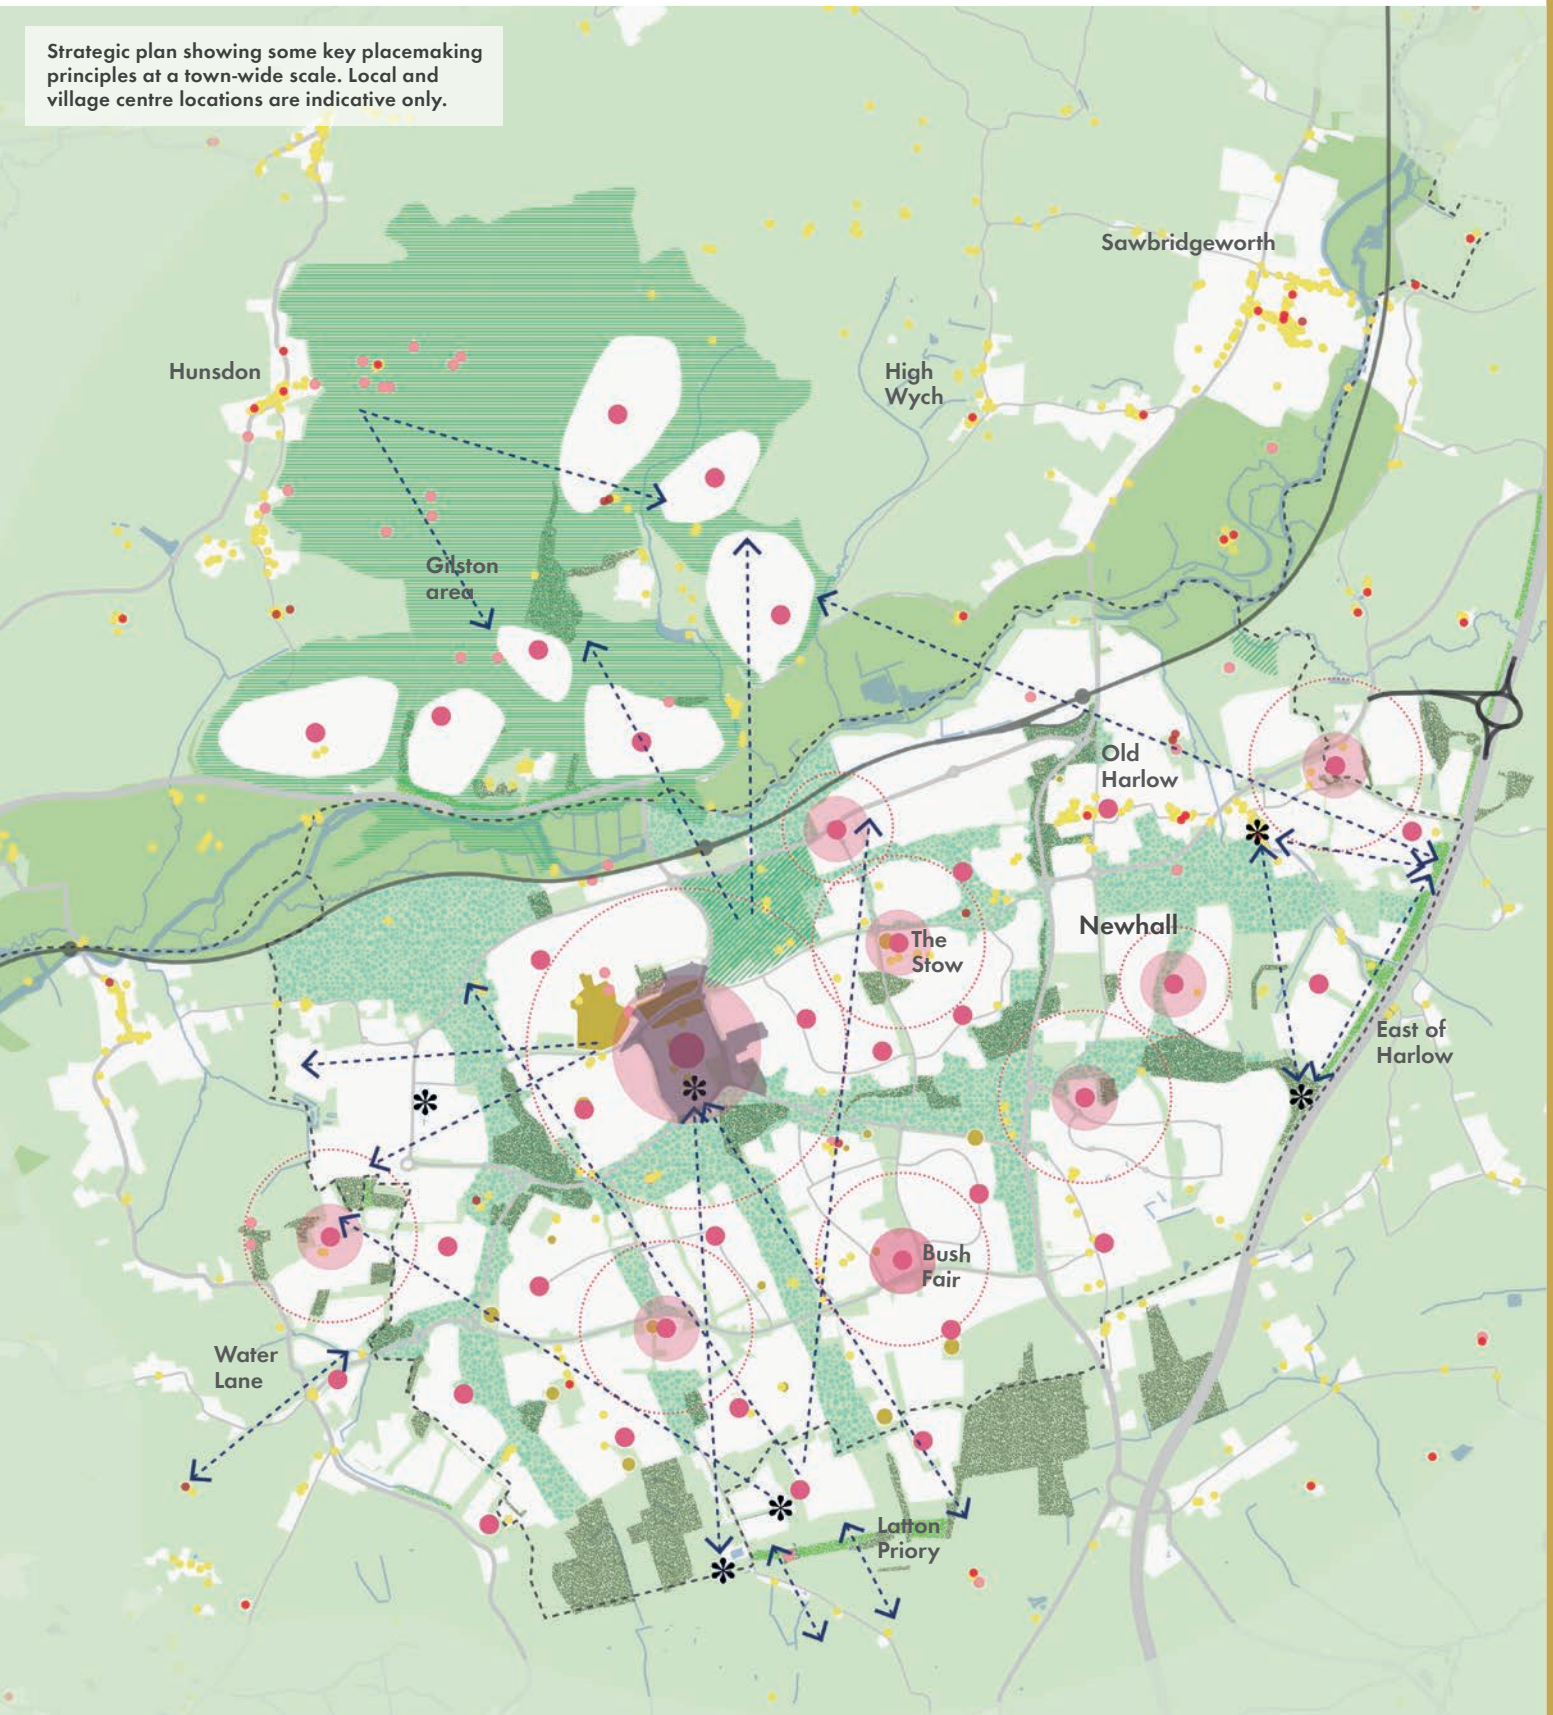 Strategic plan showing some key placemaking
principles at a town-wide scale. Local and
village centre locations are indicative only.
Sawbridgeworth
Hunsdon
High
Wych
Gilston
area
Old
Harlow
Newhall
The
Stow
East of
Harlow
Bush
Fair
Water
Lane
Latton
Priory